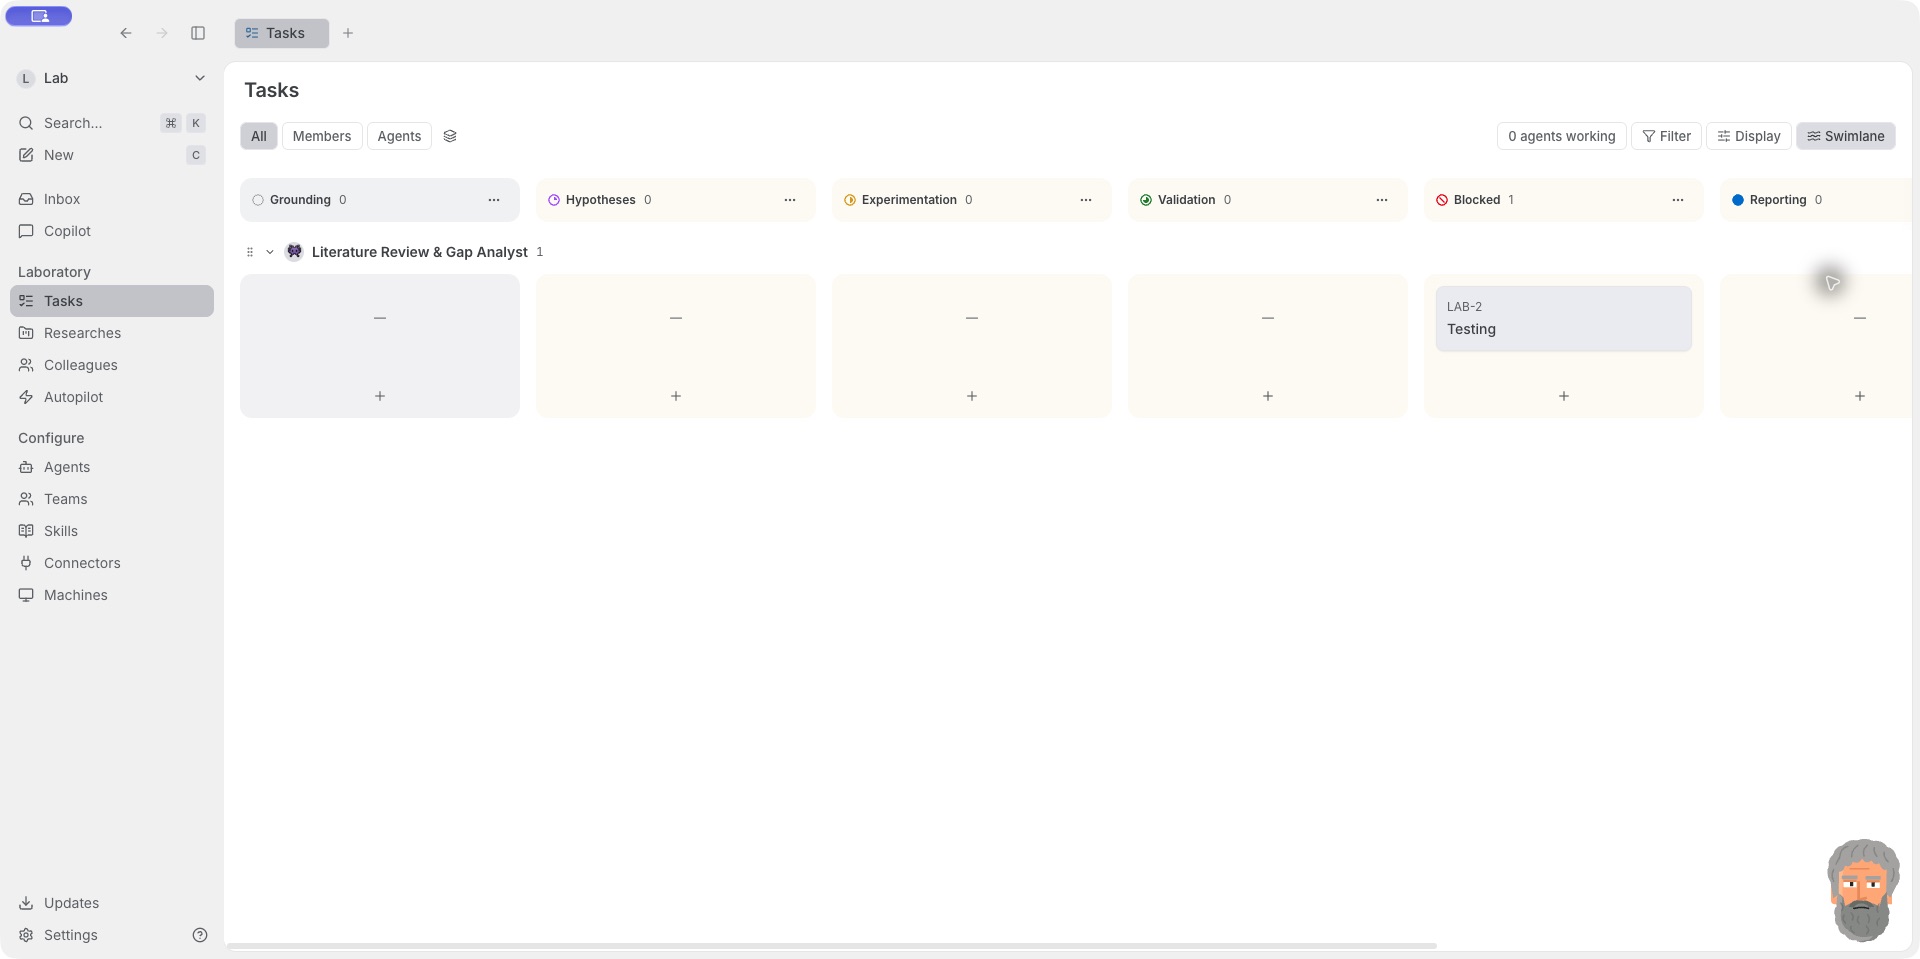 Tasks
L Lab
Search... ⌘ K
New C
Inbox
Copilot
Laboratory
Tasks
Researches
Colleagues
Autopilot
Configure
Agents
Teams
Skills
Connectors
Machines
Updates
Settings
Tasks
All Members Agents 0 agents working Filter Display Swimlane
Grounding 0 Hypotheses 0 Experimentation 0 Validation 0 Blocked 1 Reporting 0
Literature Review & Gap Analyst 1
LAB-2
Testing